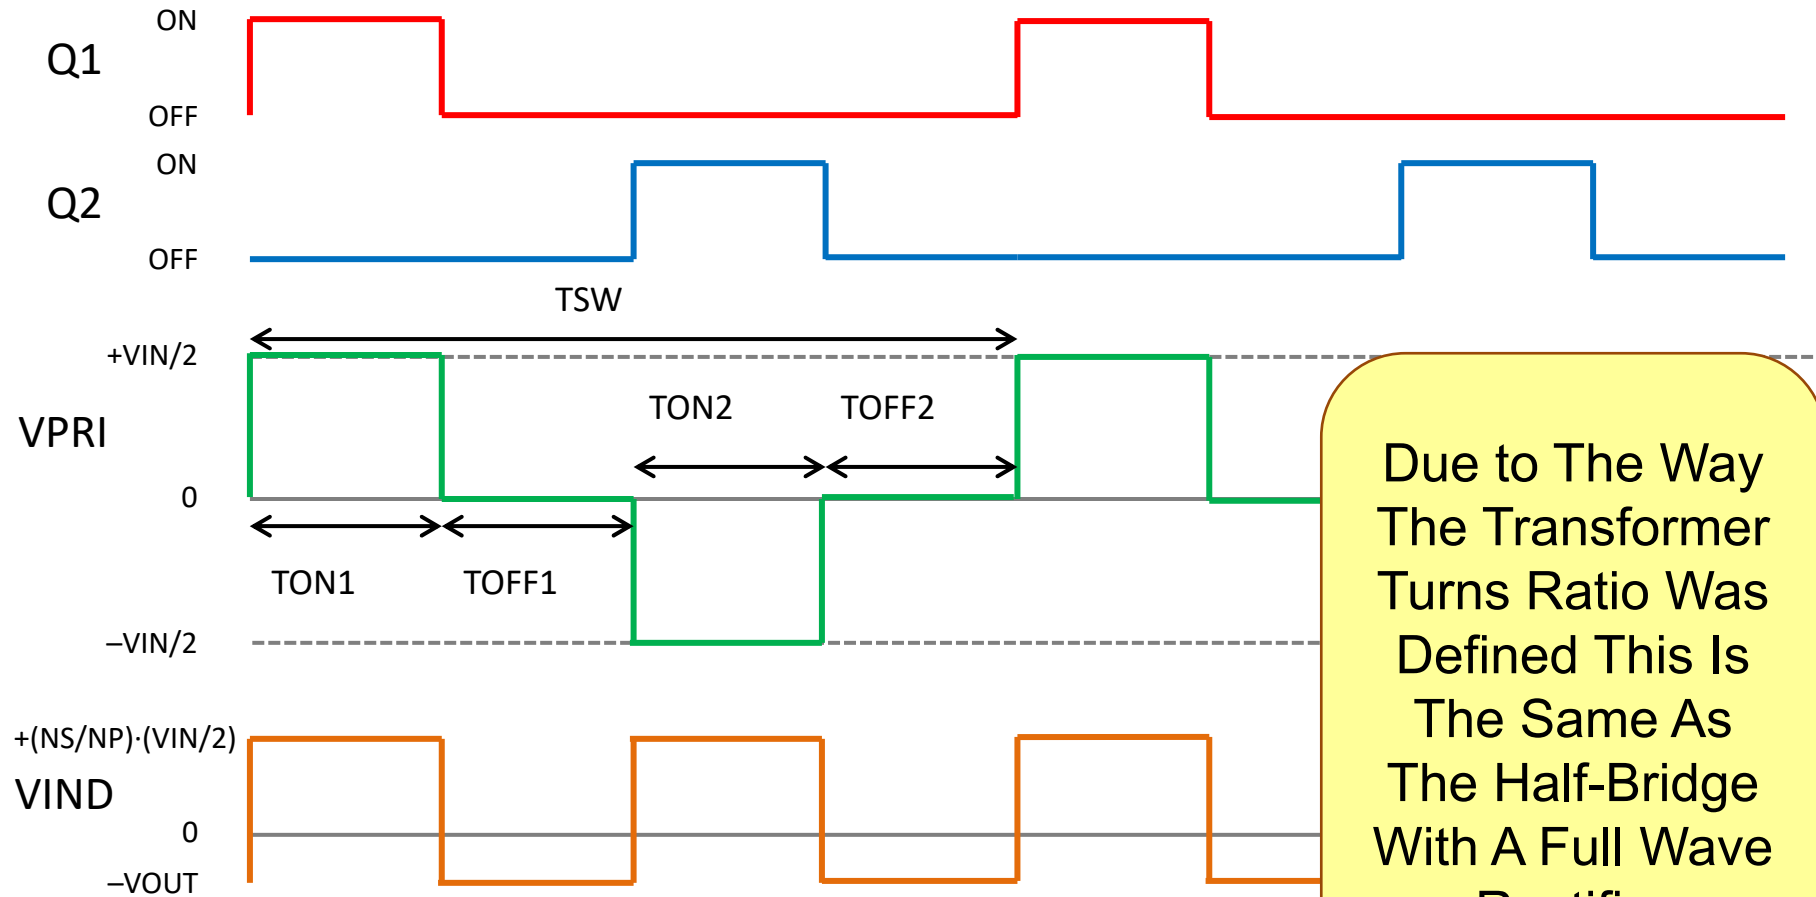 ON
Q1
OFF
ON
Q2
OFF
TSW
+VIN/2
TON2 TOFF2
VPRI
0
TON1 TOFF1
–VIN/2
+(NS/NP)·(VIN/2)
VIND
0
–VOUT
Due to The Way
The Transformer
Turns Ratio Was
Defined This Is
The Same As
The Half-Bridge
With A Full Wave